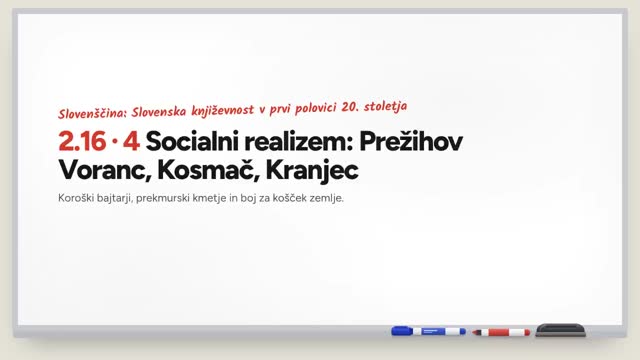 Slovenščina: Slovenska književnost v prvi polovici 20. stoletja
2.16 · 4 Socialni realizem: Prežihov
Voranc, Kosmač, Kranjec
Koroški bajtarji, prekmurski kmetje in boj za košček zemlje.